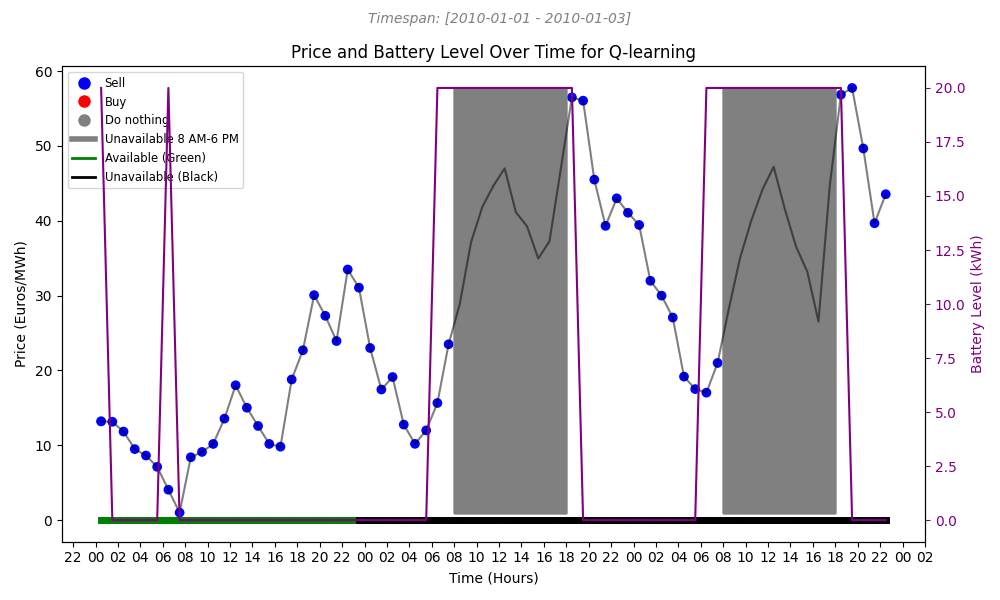 Timespan: [2010-01-01 - 2010-01-03]
Price and Battery Level Over Time for Q-learning
Sell
Buy
Do nothing
Unavailable 8 AM-6 PM
Available (Green)
Unavailable (Black)
60
50
40
30
20
10
0
Price (Euros/MWh)
20.0
17.5
15.0
12.5
10.0
7.5
5.0
2.5
0.0
Battery Level (kWh)
22 00 02 04 06 08 10 12 14 16 18 20 22 00 02 04 06 08 10 12 14 16 18 20 22 00 02 04 06 08 10 12 14 16 18 20 22 00 02
Time (Hours)